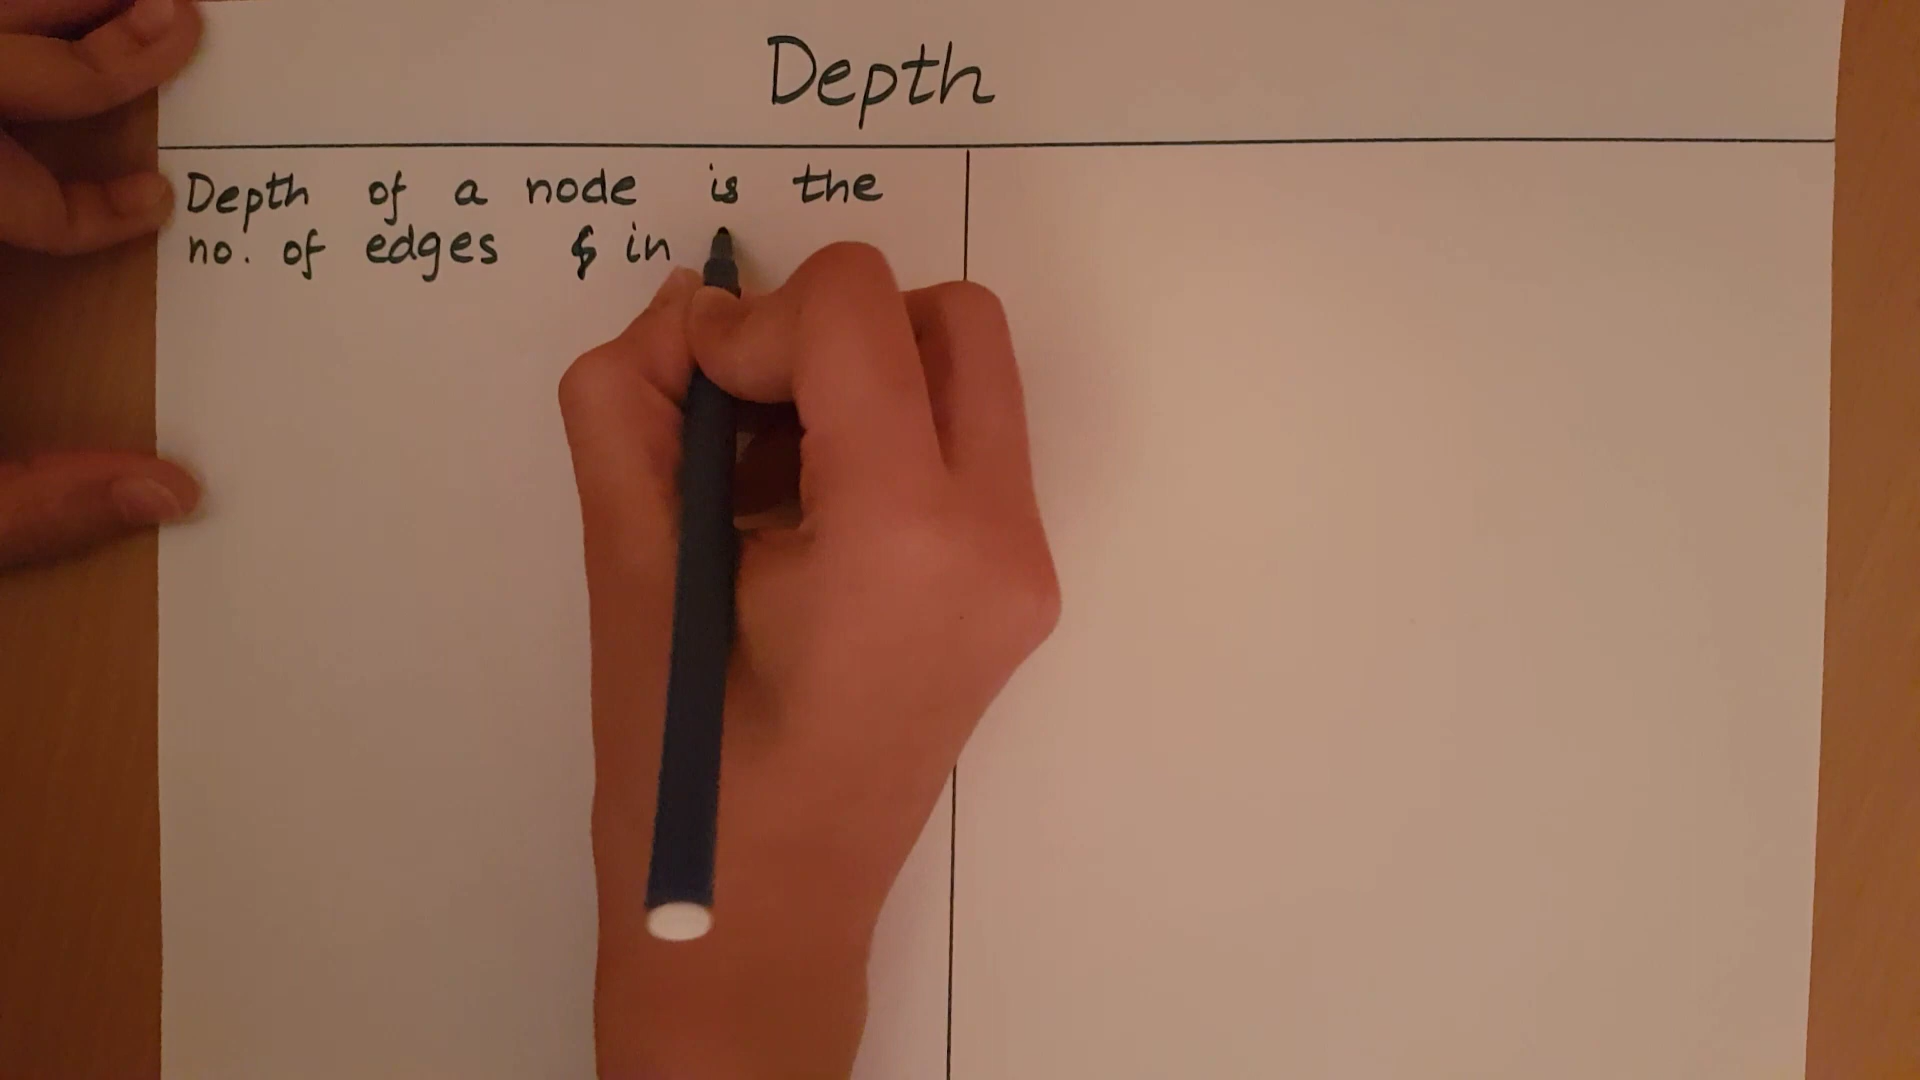 Depth
Depth of a node is the
no. of edges in